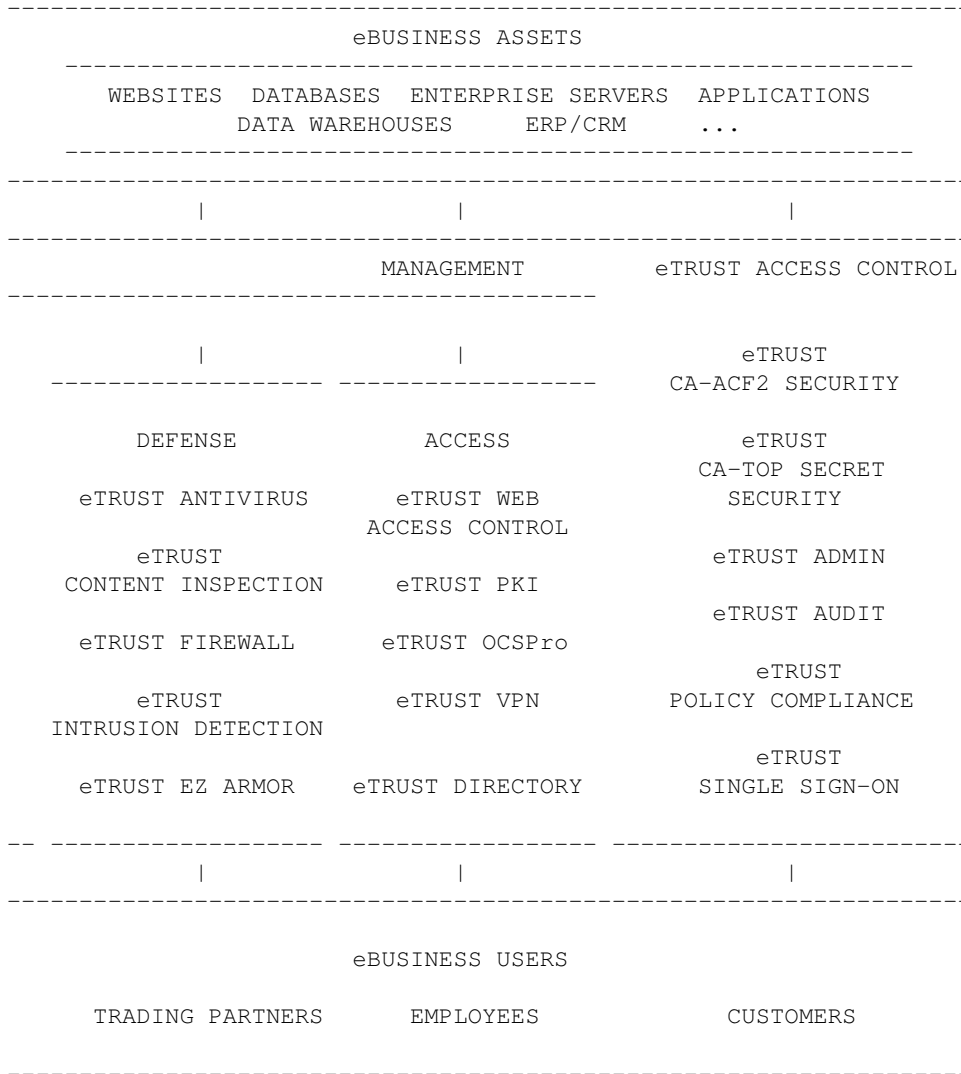 eBUSINESS ASSETS
WEBSITES DATABASES ENTERPRISE SERVERS APPLICATIONS
DATA WAREHOUSES ERP/CRM ...
MANAGEMENT eTRUST ACCESS CONTROL
eTRUST
CA-ACF2 SECURITY
DEFENSE ACCESS eTRUST
CA-TOP SECRET
eTRUST ANTIVIRUS eTRUST WEB SECURITY
ACCESS CONTROL
eTRUST eTRUST ADMIN
CONTENT INSPECTION eTRUST PKI
eTRUST AUDIT
eTRUST FIREWALL eTRUST OCSPro
eTRUST
eTRUST eTRUST VPN POLICY COMPLIANCE
INTRUSION DETECTION
eTRUST
eTRUST EZ ARMOR eTRUST DIRECTORY SINGLE SIGN-ON
eBUSINESS USERS
TRADING PARTNERS EMPLOYEES CUSTOMERS